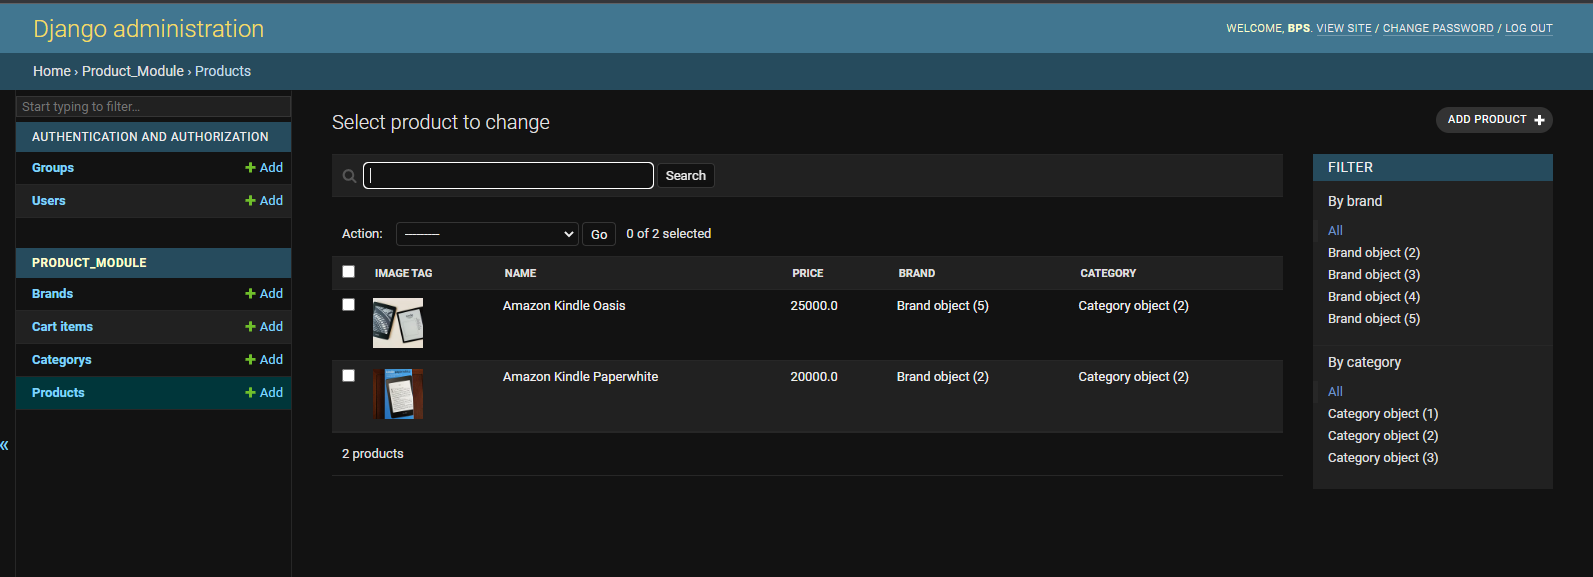 Django administration
WELCOME, BPS. VIEW SITE / CHANGE PASSWORD / LOG OUT
Home › Product_Module › Products
Start typing to filter...
AUTHENTICATION AND AUTHORIZATION
Groups + Add
Users + Add
PRODUCT_MODULE
Brands + Add
Cart items + Add
Categorys + Add
Products + Add
«
Select product to change
ADD PRODUCT +
Search
Action: --------- Go 0 of 2 selected
IMAGE TAG NAME PRICE BRAND CATEGORY
Amazon Kindle Oasis 25000.0 Brand object (5) Category object (2)
Amazon Kindle Paperwhite 20000.0 Brand object (2) Category object (2)
2 products
FILTER
By brand
All
Brand object (2)
Brand object (3)
Brand object (4)
Brand object (5)
By category
All
Category object (1)
Category object (2)
Category object (3)